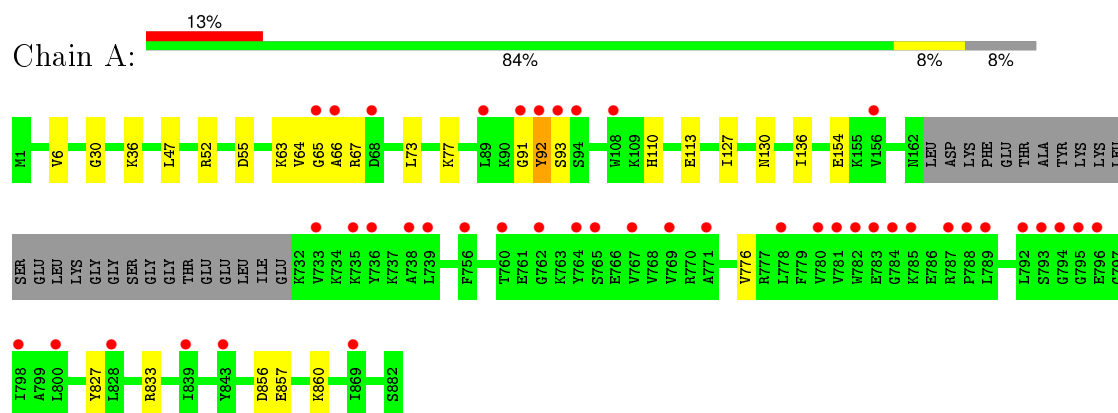 13%
Chain A:
84% 8% 8%
M1 V6 G30 K36 L47 R52 D55 K63 V64 G65 A66 R67 D68 L73 K77 L89 K90 G91 Y92 S93 S94 W108 K109 H110 E113 I127 N130 I136 E154 K155 V156 N162 LEU ASP LYS PHE GLU THR ALA TYR LYS LYS LEU
SER GLU LEU LYS GLY GLY SER GLY GLY THR GLU GLU LEU ILE GLU K732 V733 K734 K735 Y736 K737 A738 L739 F756 T760 E761 G762 K763 Y764 S765 E766 V767 V768 V769 R770 A771 V776 R777 L778 F779 V780 V781 W782 E783 G784 K785 E786 R787 P788 L789 L792 S793 G794 G795 E796 G797
I798 A799 L800 Y827 L828 R833 I839 Y843 D856 E857 K860 I869 S882